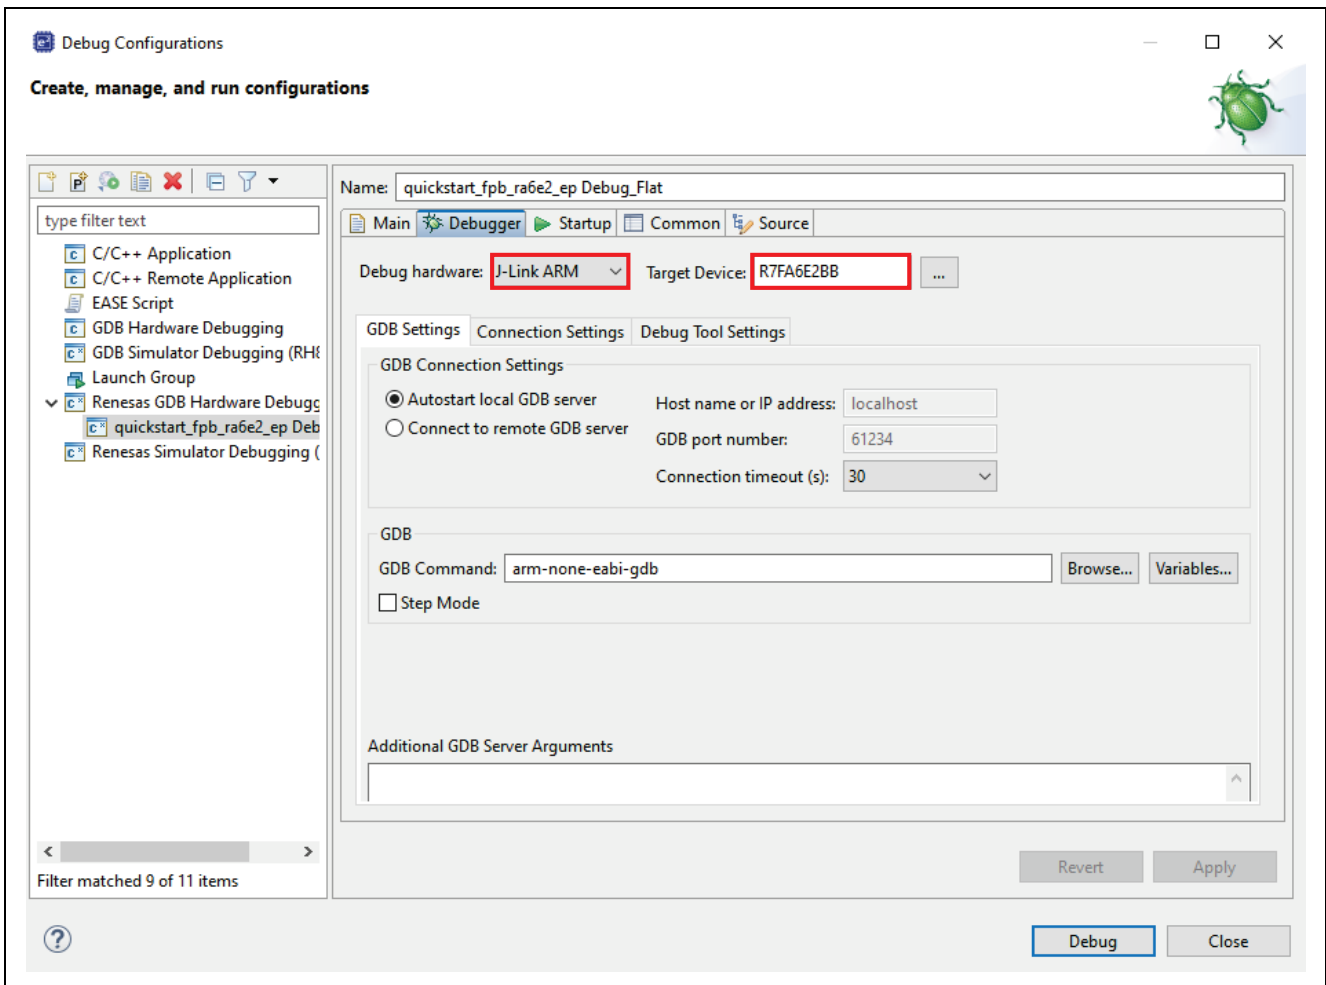 Debug Configurations
Create, manage, and run configurations
type filter text
C/C++ Application
C/C++ Remote Application
EASE Script
GDB Hardware Debugging
GDB Simulator Debugging (RH8
Launch Group
Renesas GDB Hardware Debugg
quickstart_fpb_ra6e2_ep Deb
Renesas Simulator Debugging (
Filter matched 9 of 11 items
Name: quickstart_fpb_ra6e2_ep Debug_Flat
Main Debugger Startup Common Source
Debug hardware: J-Link ARM Target Device: R7FA6E2BB ...
GDB Settings Connection Settings Debug Tool Settings
GDB Connection Settings
Autostart local GDB server
Connect to remote GDB server
Host name or IP address: localhost
GDB port number: 61234
Connection timeout (s): 30
GDB
GDB Command: arm-none-eabi-gdb Browse... Variables...
Step Mode
Additional GDB Server Arguments
Revert Apply
Debug Close